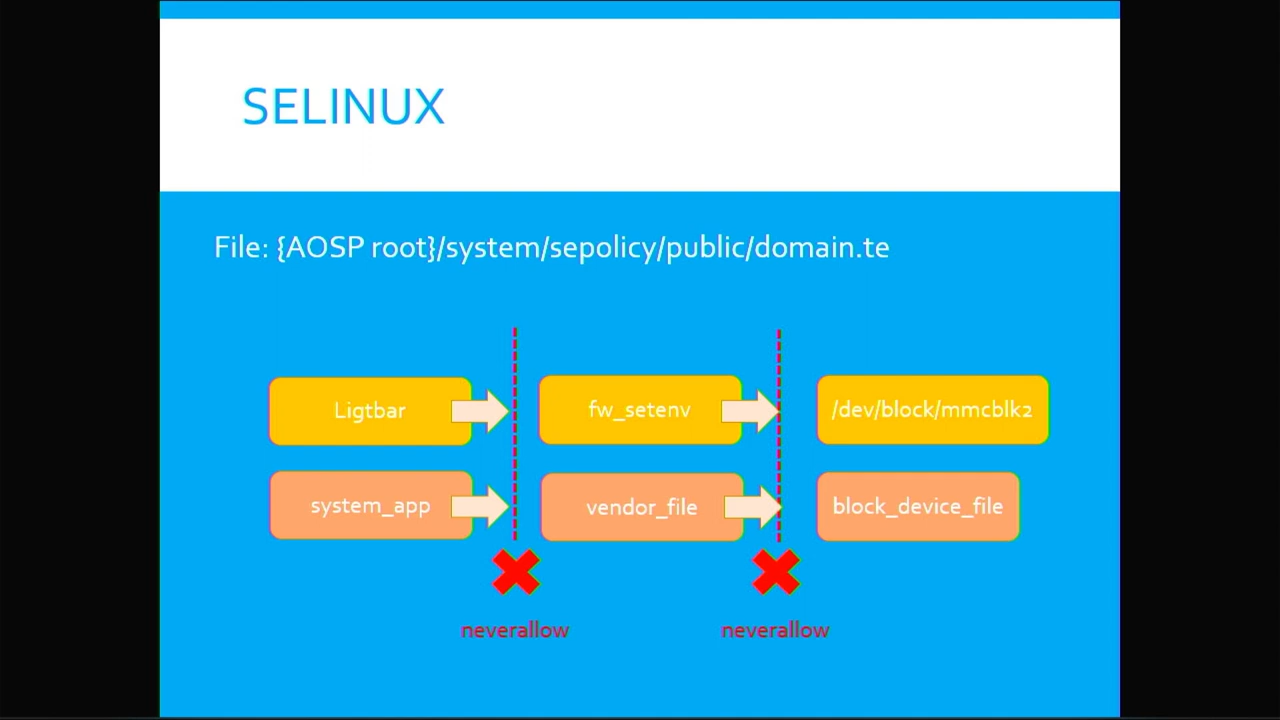 SELINUX
File: {AOSP root}/system/sepolicy/public/domain.te
Ligtbar
fw_setenv
/dev/block/mmcblk2
system_app
vendor_file
block_device_file
neverallow
neverallow